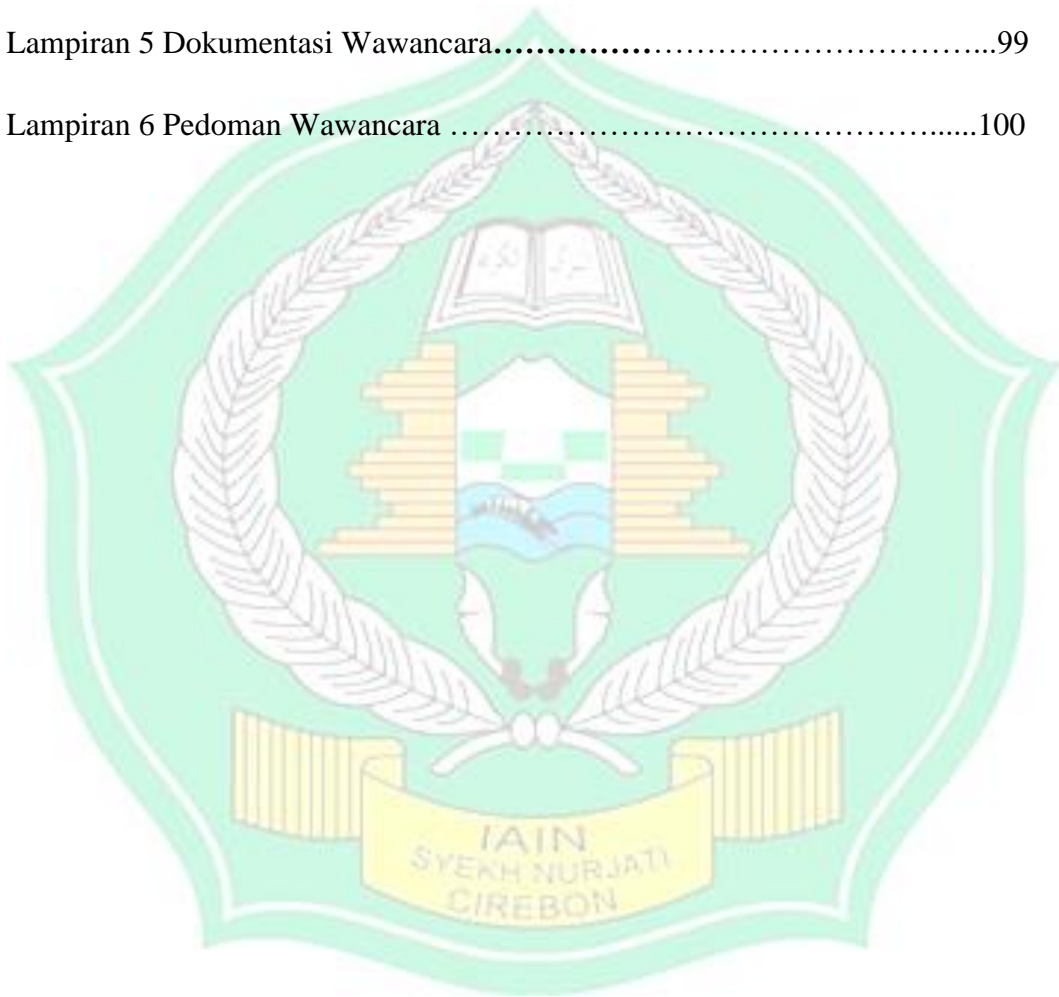 Lampiran 5 Dokumentasi Wawancara……………………………………………...99
Lampiran 6 Pedoman Wawancara …………………………………………......100
IAIN
SYEKH NURJATI
CIREBON